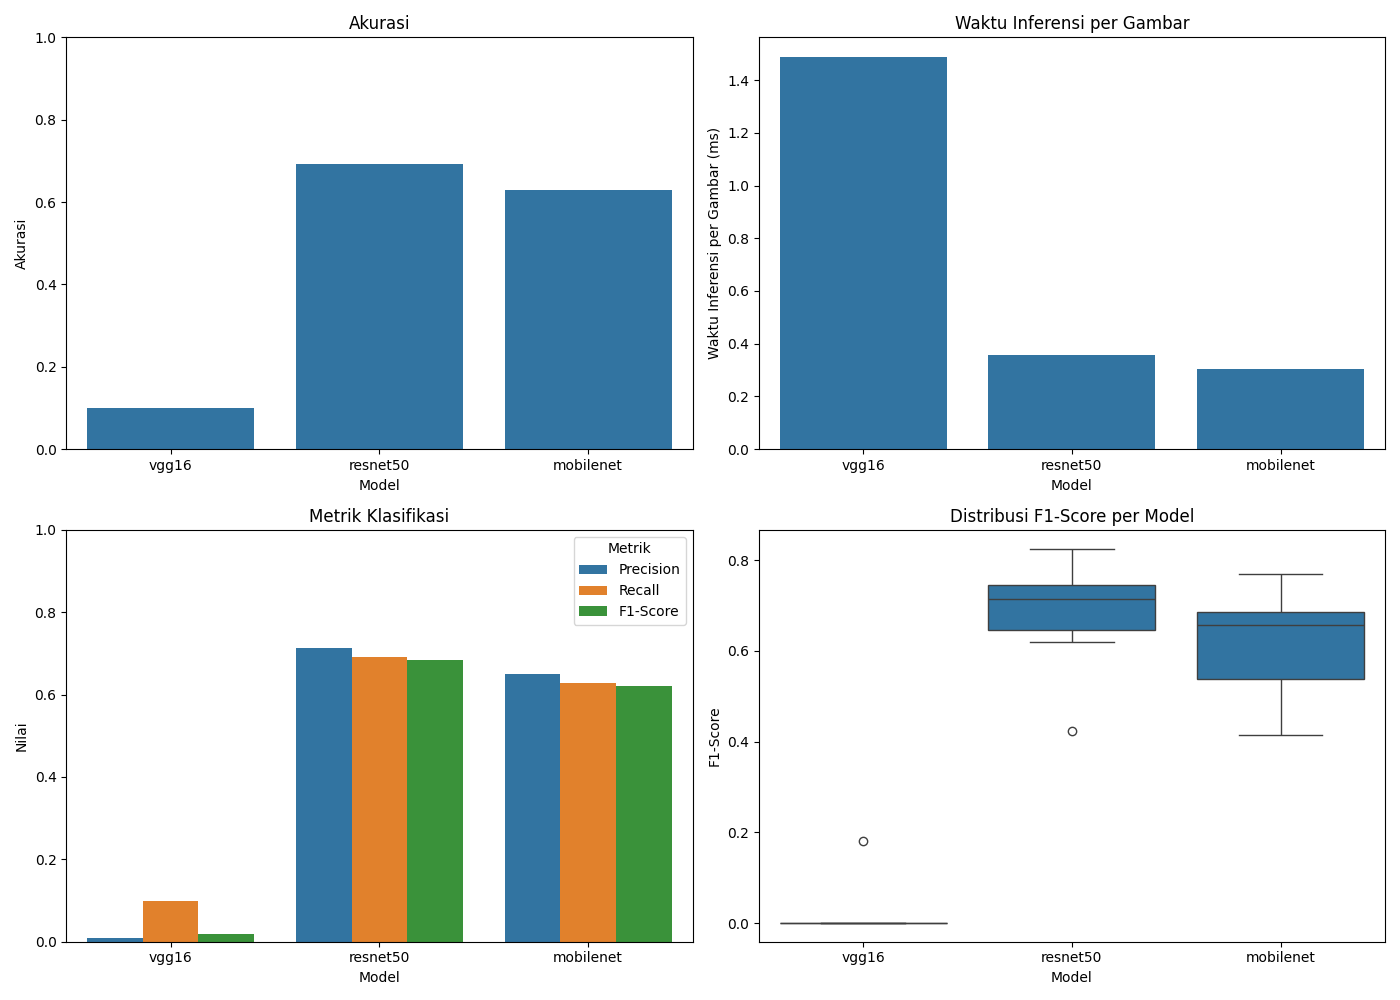 Akurasi
1.0
0.8
0.6
0.4
0.2
0.0
Akurasi
vgg16
resnet50
mobilenet
Model
Waktu Inferensi per Gambar
1.4
1.2
1.0
0.8
0.6
0.4
0.2
0.0
Waktu Inferensi per Gambar (ms)
vgg16
resnet50
mobilenet
Model
Metrik Klasifikasi
1.0
0.8
0.6
0.4
0.2
0.0
Nilai
Metrik
Precision
Recall
F1-Score
vgg16
resnet50
mobilenet
Model
Distribusi F1-Score per Model
0.8
0.6
0.4
0.2
0.0
F1-Score
vgg16
resnet50
mobilenet
Model